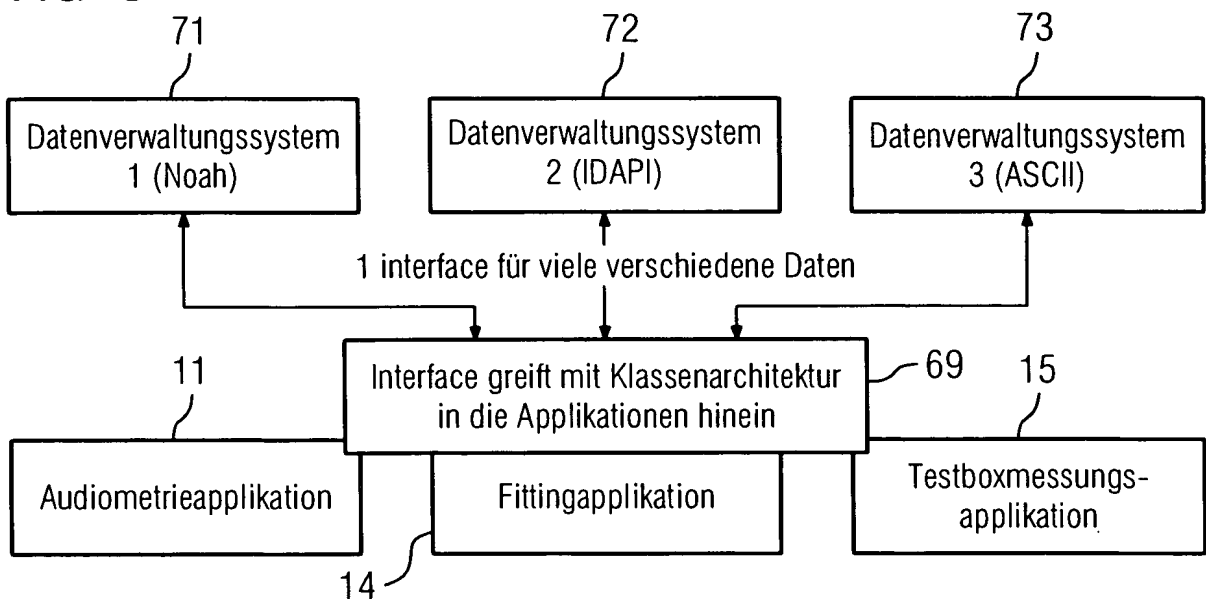 71
72
73
Datenverwaltungssystem
1 (Noah)
Datenverwaltungssystem
2 (IDAPI)
Datenverwaltungssystem
3 (ASCII)
1 interface für viele verschiedene Daten
11
Interface greift mit Klassenarchitektur
in die Applikationen hinein
69
15
Audiometrieapplikation
Fittingapplikation
Testboxmessungs-
applikation
14